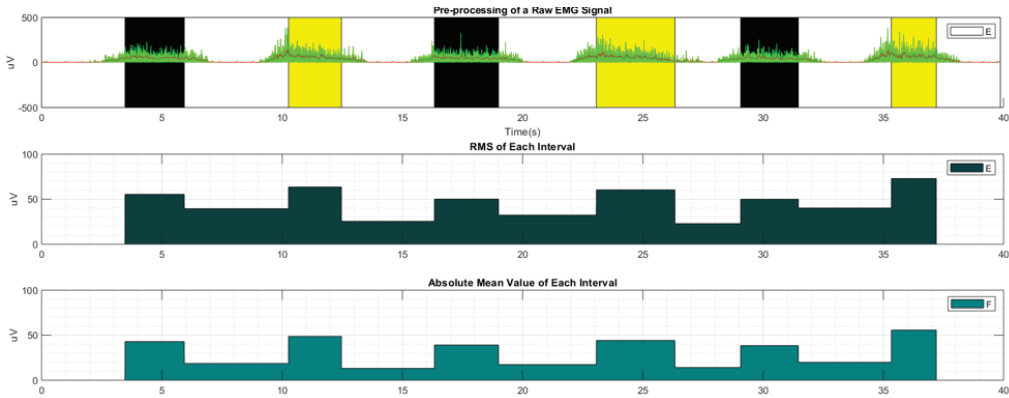 Pre-processing of a Raw EMG Signal
500
0
-500
uV
E
0 5 10 15 20 25 30 35 40
Time(s)
RMS of Each Interval
100
50
0
uV
E
0 5 10 15 20 25 30 35 40
Absolute Mean Value of Each Interval
100
50
0
uV
F
0 5 10 15 20 25 30 35 40